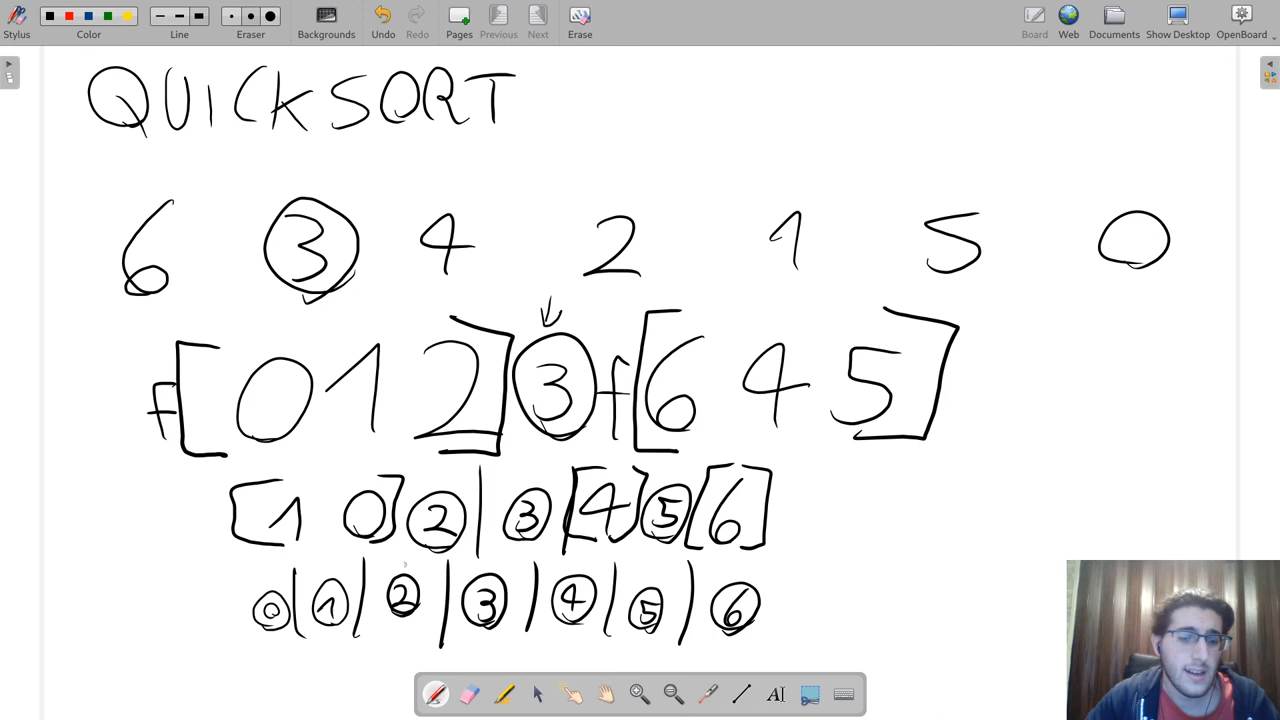 Stylus Color Line Eraser Backgrounds Undo Redo Pages Previous Next Erase Board Web Documents Show Desktop OpenBoard
QUICKSORT
6 3 4 2 1 5 0
f[0 1 2] 3 f[6 4 5]
[1 0] 2 | 3 [4] 5 [6]
0 | 1 | 2 | 3 | 4 | 5 | 6
AI